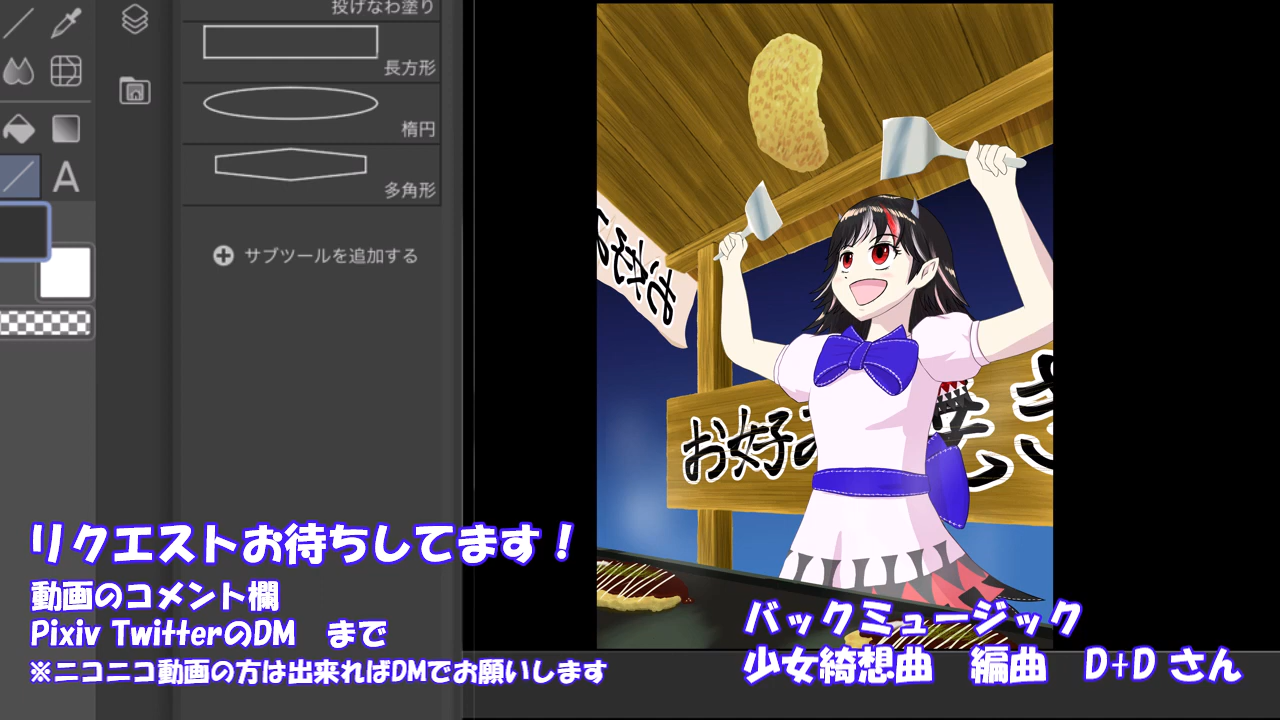 投げなわ塗り
長方形
楕円
多角形
サブツールを追加する
A
お好み焼き
リクエストお待ちしてます！
動画のコメント欄
Pixiv TwitterのDM　まで
※ニコニコ動画の方は出来ればDMでお願いします
バックミュージック
少女綺想曲　編曲　D+D さん